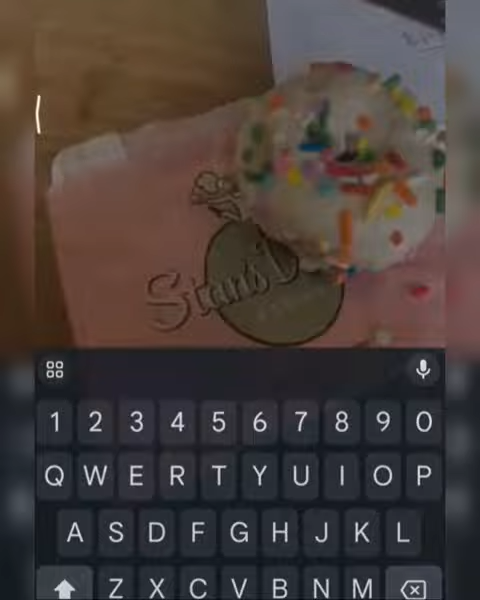 Stan's D
1 2 3 4 5 6 7 8 9 0
Q W E R T Y U I O P
A S D F G H J K L
Z X C V B N M